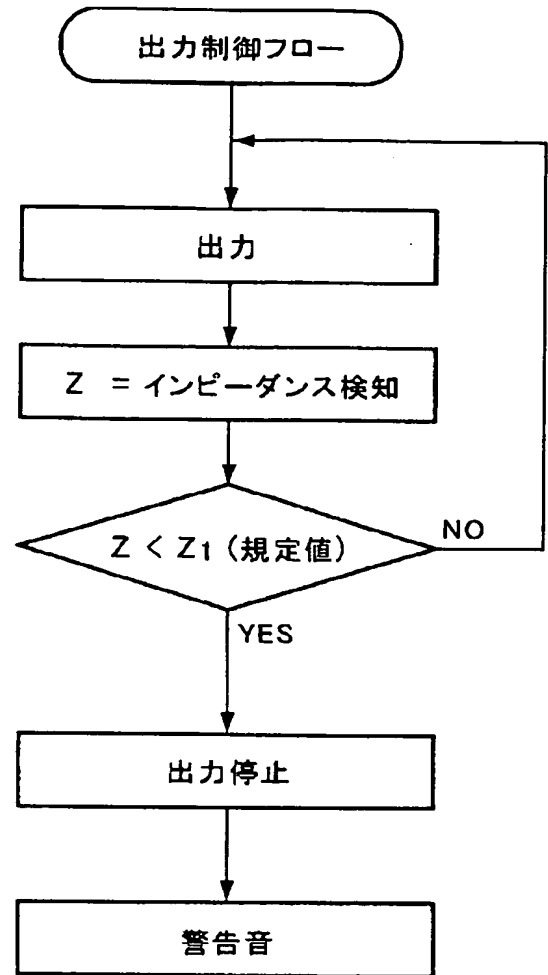 出力制御フロー
出力
Z = インピーダンス検知
Z < Z1 (規定値)
NO
YES
出力停止
警告音